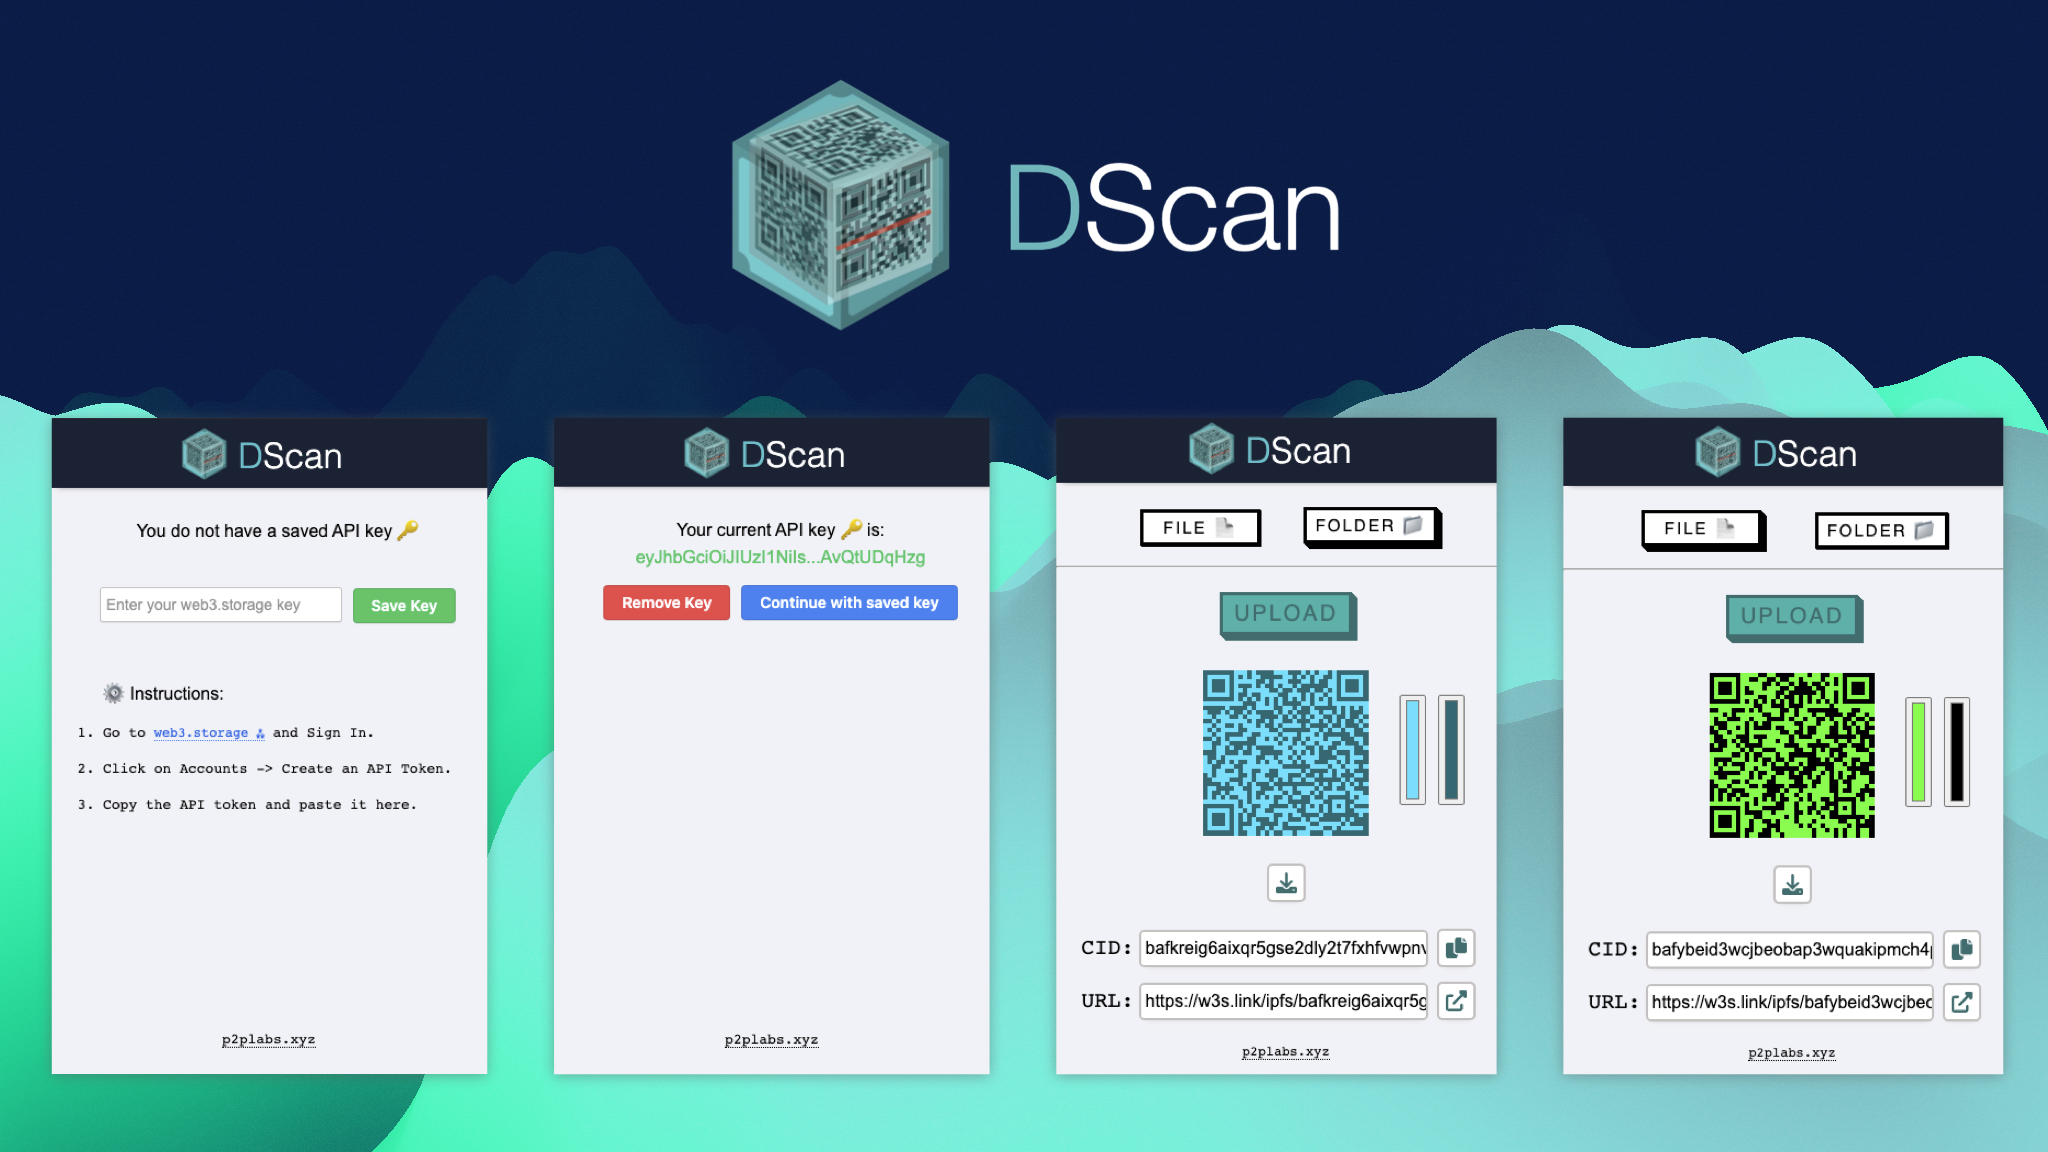 DScan
DScan
You do not have a saved API key
Enter your web3.storage key
Save Key
Instructions:
1. Go to web3.storage and Sign In.
2. Click on Accounts -> Create an API Token.
3. Copy the API token and paste it here.
p2plabs.xyz
DScan
Your current API key is:
eyJhbGciOiJIUzI1NiIs...AvQtUDqHzg
Remove Key
Continue with saved key
p2plabs.xyz
DScan
FILE
FOLDER
UPLOAD
CID: bafkreig6aixqr5gse2dly2t7fxhfvwpnv
URL: https://w3s.link/ipfs/bafkreig6aixqr5g
p2plabs.xyz
DScan
FILE
FOLDER
UPLOAD
CID: bafybeid3wcjbeobap3wquakipmch4
URL: https://w3s.link/ipfs/bafybeid3wcjbeo
p2plabs.xyz